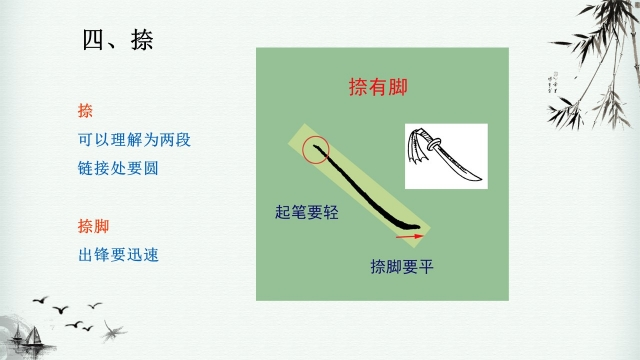 四、捺
捺
可以理解为两段
链接处要圆
捺脚
出锋要迅速
捺有脚
起笔要轻
捺脚要平